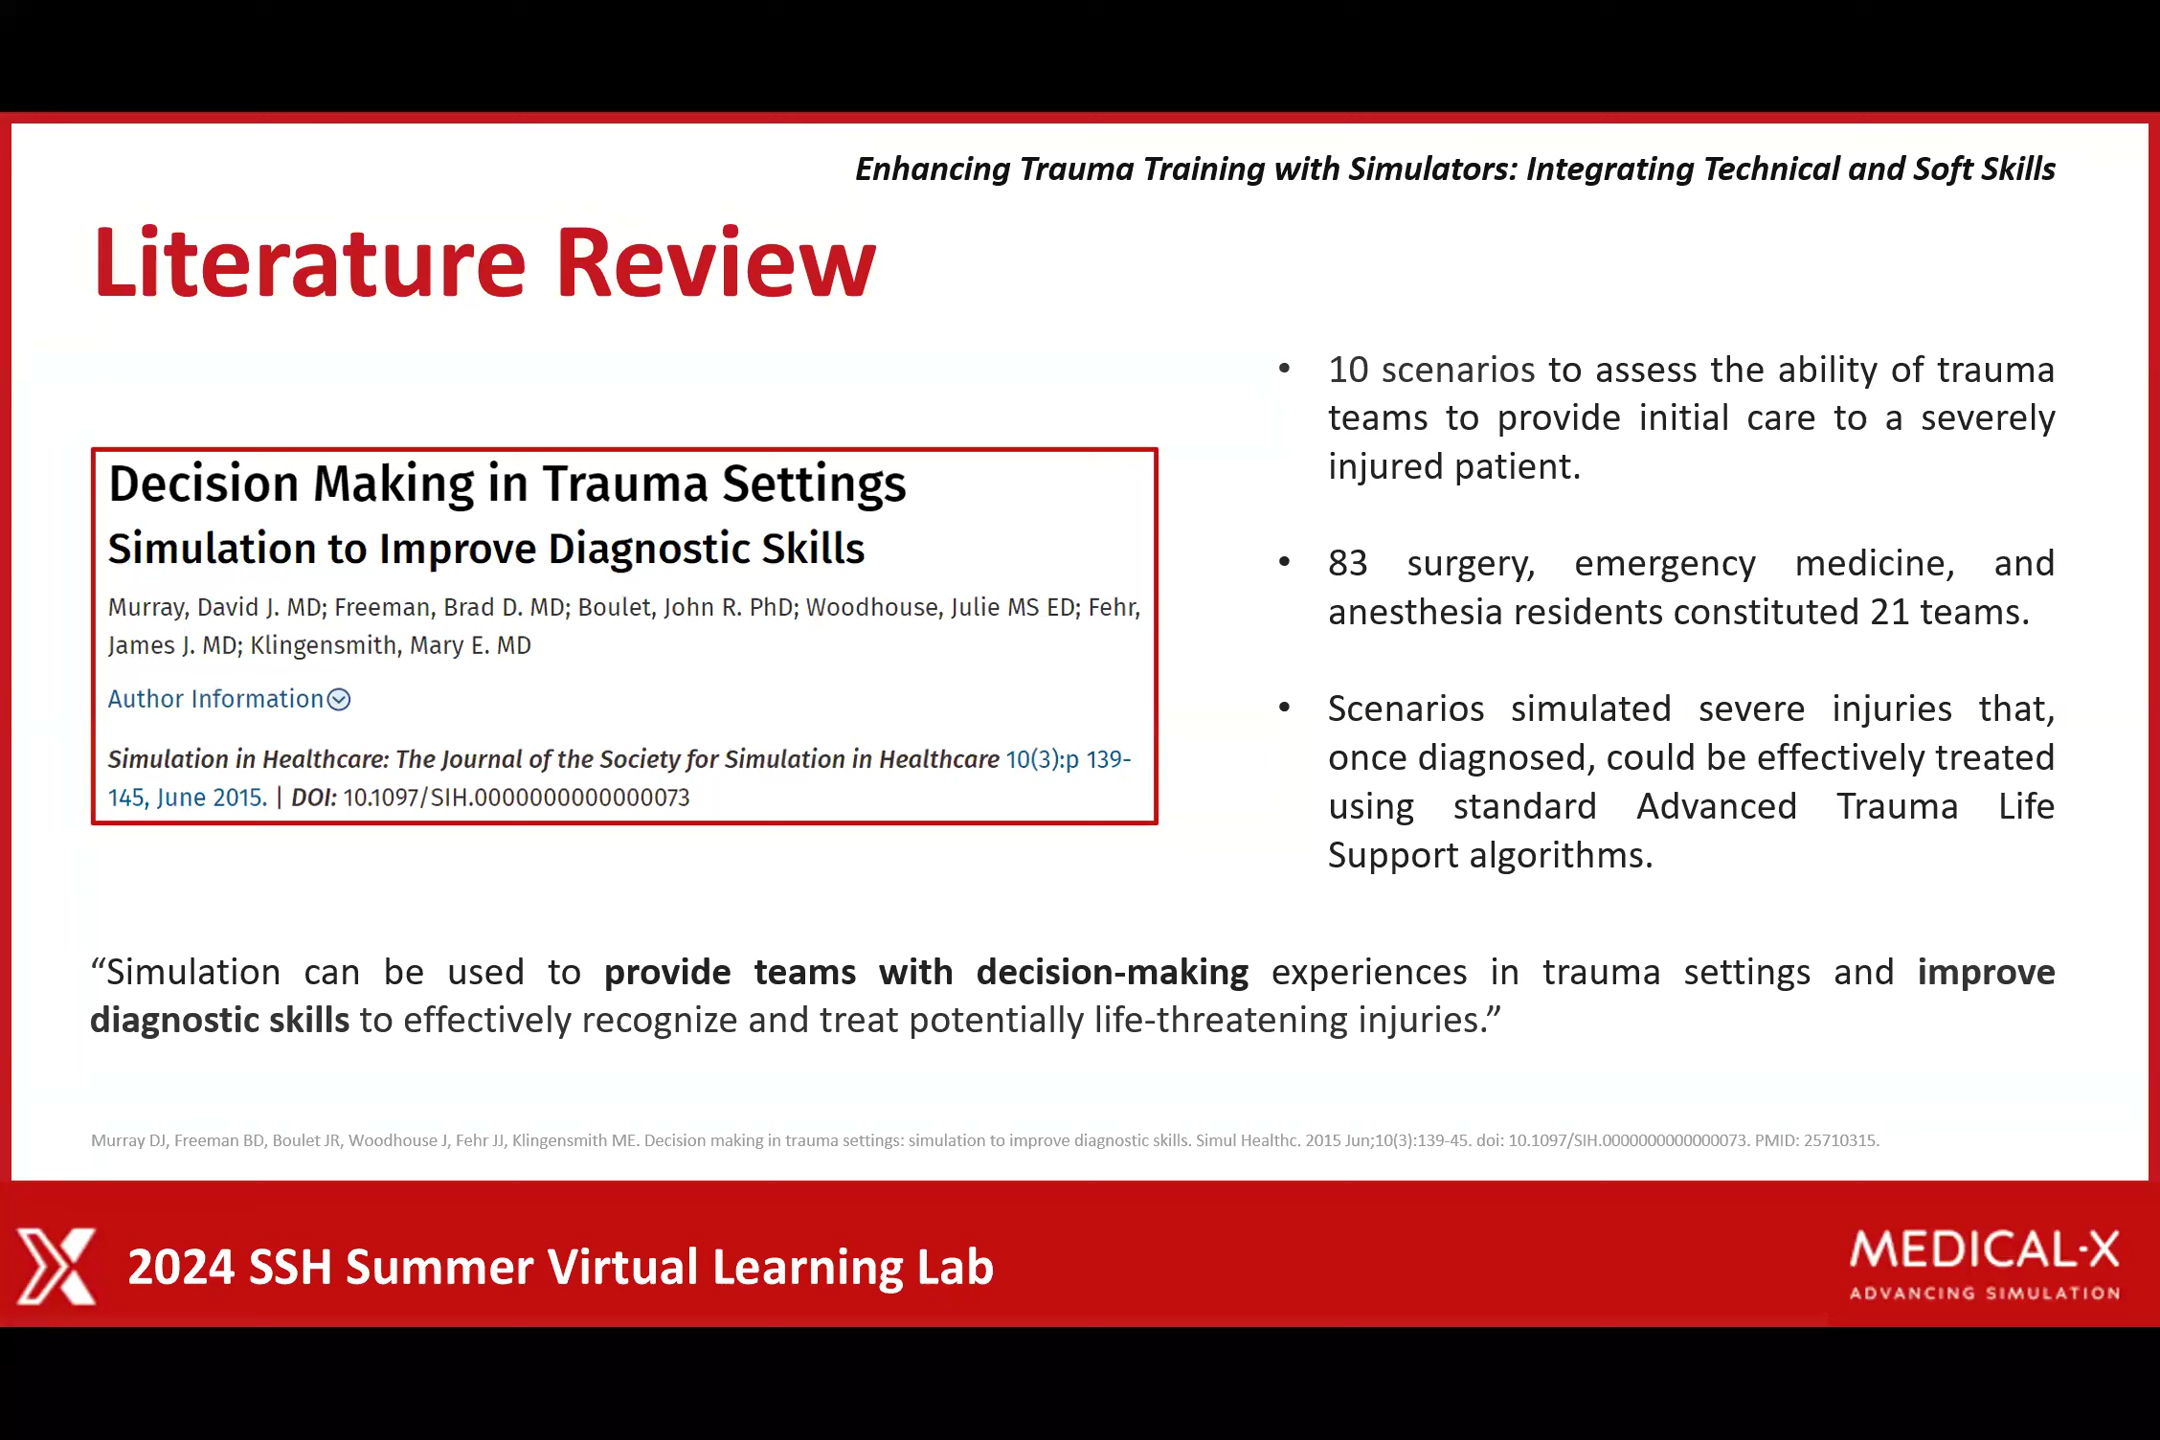 Enhancing Trauma Training with Simulators: Integrating Technical and Soft Skills
Literature Review
Decision Making in Trauma Settings
Simulation to Improve Diagnostic Skills
Murray, David J. MD; Freeman, Brad D. MD; Boulet, John R. PhD; Woodhouse, Julie MS ED; Fehr,
James J. MD; Klingensmith, Mary E. MD
Author Information
Simulation in Healthcare: The Journal of the Society for Simulation in Healthcare 10(3):p 139-
145, June 2015. | DOI: 10.1097/SIH.0000000000000073
• 10 scenarios to assess the ability of trauma
teams to provide initial care to a severely
injured patient.
• 83 surgery, emergency medicine, and
anesthesia residents constituted 21 teams.
• Scenarios simulated severe injuries that,
once diagnosed, could be effectively treated
using standard Advanced Trauma Life
Support algorithms.
“Simulation can be used to provide teams with decision-making experiences in trauma settings and improve
diagnostic skills to effectively recognize and treat potentially life-threatening injuries.”
Murray DJ, Freeman BD, Boulet JR, Woodhouse J, Fehr JJ, Klingensmith ME. Decision making in trauma settings: simulation to improve diagnostic skills. Simul Healthc. 2015 Jun;10(3):139-45. doi: 10.1097/SIH.0000000000000073. PMID: 25710315.
2024 SSH Summer Virtual Learning Lab
MEDICAL-X
ADVANCING SIMULATION